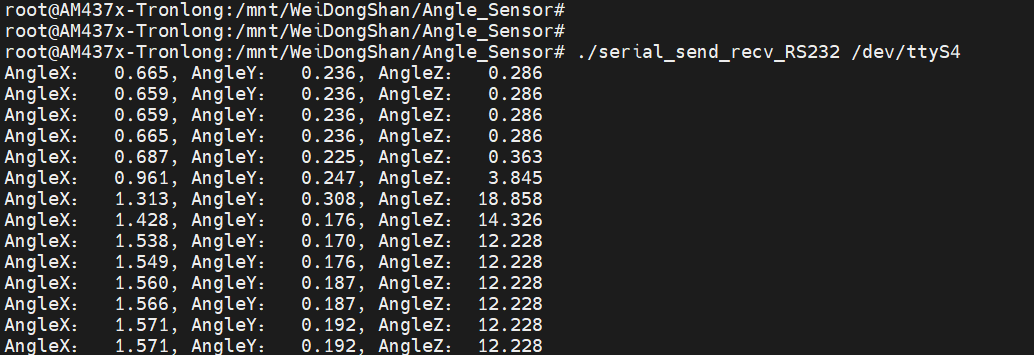 root@AM437x-Tronlong:/mnt/WeiDongShan/Angle_Sensor#
root@AM437x-Tronlong:/mnt/WeiDongShan/Angle_Sensor#
root@AM437x-Tronlong:/mnt/WeiDongShan/Angle_Sensor# ./serial_send_recv_RS232 /dev/ttyS4
AngleX：  0.665, AngleY：  0.236, AngleZ：  0.286
AngleX：  0.659, AngleY：  0.236, AngleZ：  0.286
AngleX：  0.659, AngleY：  0.236, AngleZ：  0.286
AngleX：  0.665, AngleY：  0.236, AngleZ：  0.286
AngleX：  0.687, AngleY：  0.225, AngleZ：  0.363
AngleX：  0.961, AngleY：  0.247, AngleZ：  3.845
AngleX：  1.313, AngleY：  0.308, AngleZ： 18.858
AngleX：  1.428, AngleY：  0.176, AngleZ： 14.326
AngleX：  1.538, AngleY：  0.170, AngleZ： 12.228
AngleX：  1.549, AngleY：  0.176, AngleZ： 12.228
AngleX：  1.560, AngleY：  0.187, AngleZ： 12.228
AngleX：  1.566, AngleY：  0.187, AngleZ： 12.228
AngleX：  1.571, AngleY：  0.192, AngleZ： 12.228
AngleX：  1.571, AngleY：  0.192, AngleZ： 12.228